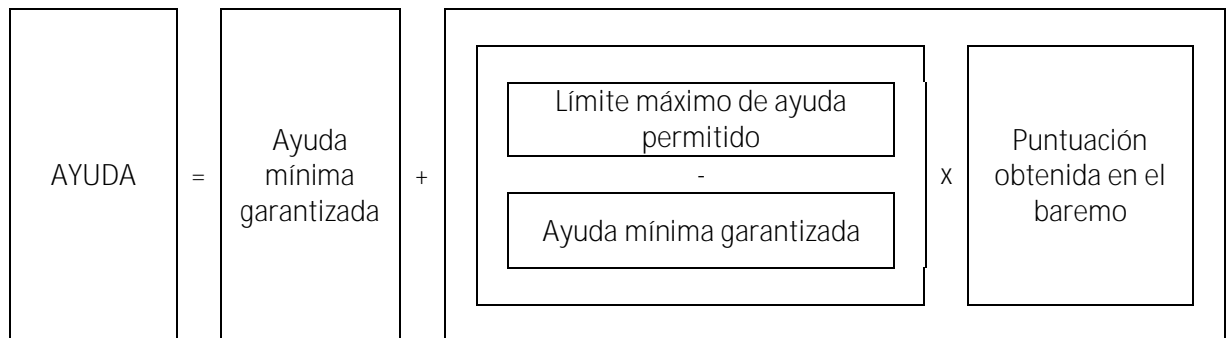 AYUDA
=
Ayuda
mínima
garantizada
+
Límite máximo de ayuda
permitido
-
Ayuda mínima garantizada
x
Puntuación
obtenida en el
baremo